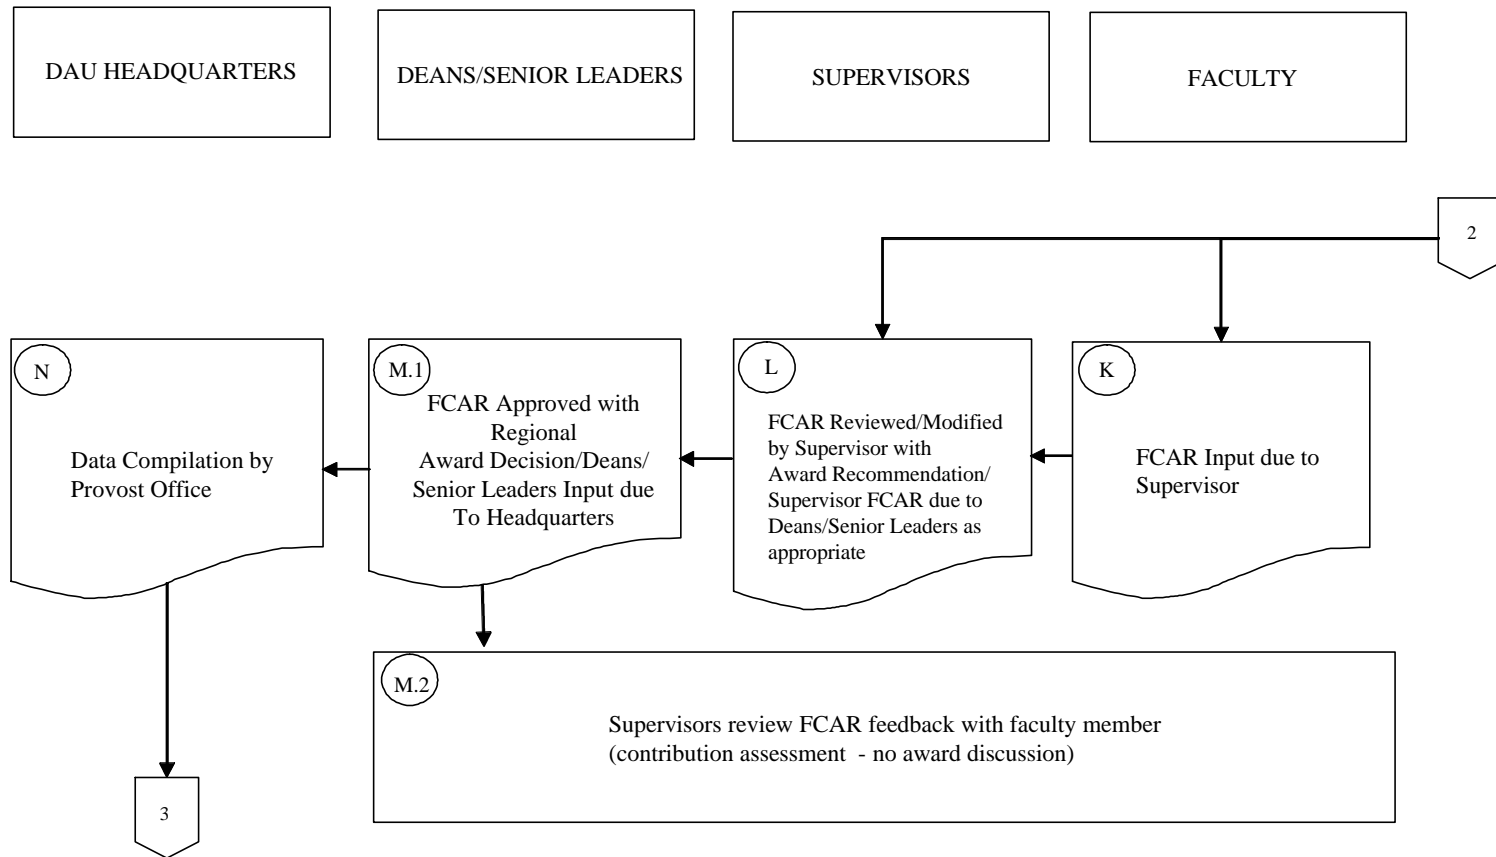 DAU HEADQUARTERS
DEANS/SENIOR LEADERS
SUPERVISORS
FACULTY
2
N
Data Compilation by
Provost Office
M.1
FCAR Approved with
Regional
Award Decision/Deans/
Senior Leaders Input due
To Headquarters
L
FCAR Reviewed/Modified
by Supervisor with
Award Recommendation/
Supervisor FCAR due to
Deans/Senior Leaders as
appropriate
K
FCAR Input due to
Supervisor
M.2
Supervisors review FCAR feedback with faculty member
(contribution assessment  - no award discussion)
3